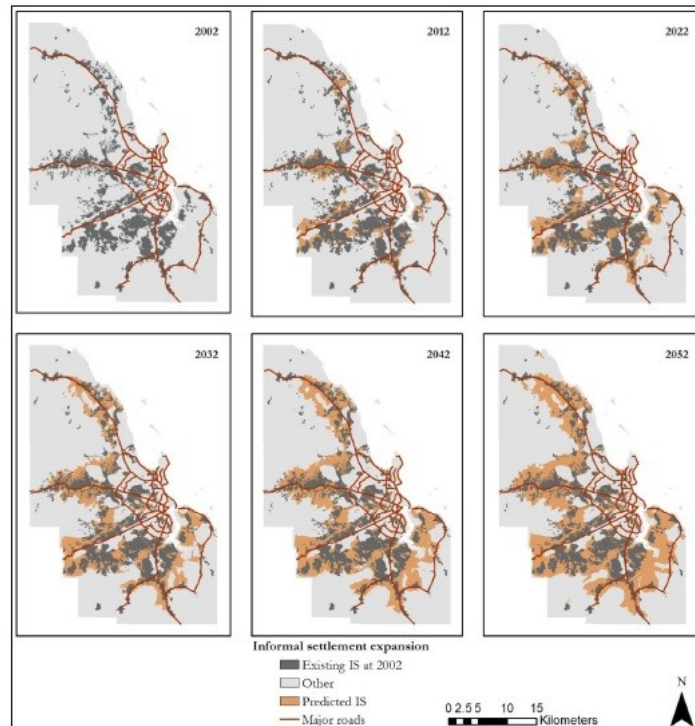 2002
2012
2022
2032
2042
2052
Informal settlement expansion
Existing IS at 2002
Other
Predicted IS
Major roads
N
0 2.5 5 10 15
Kilometers